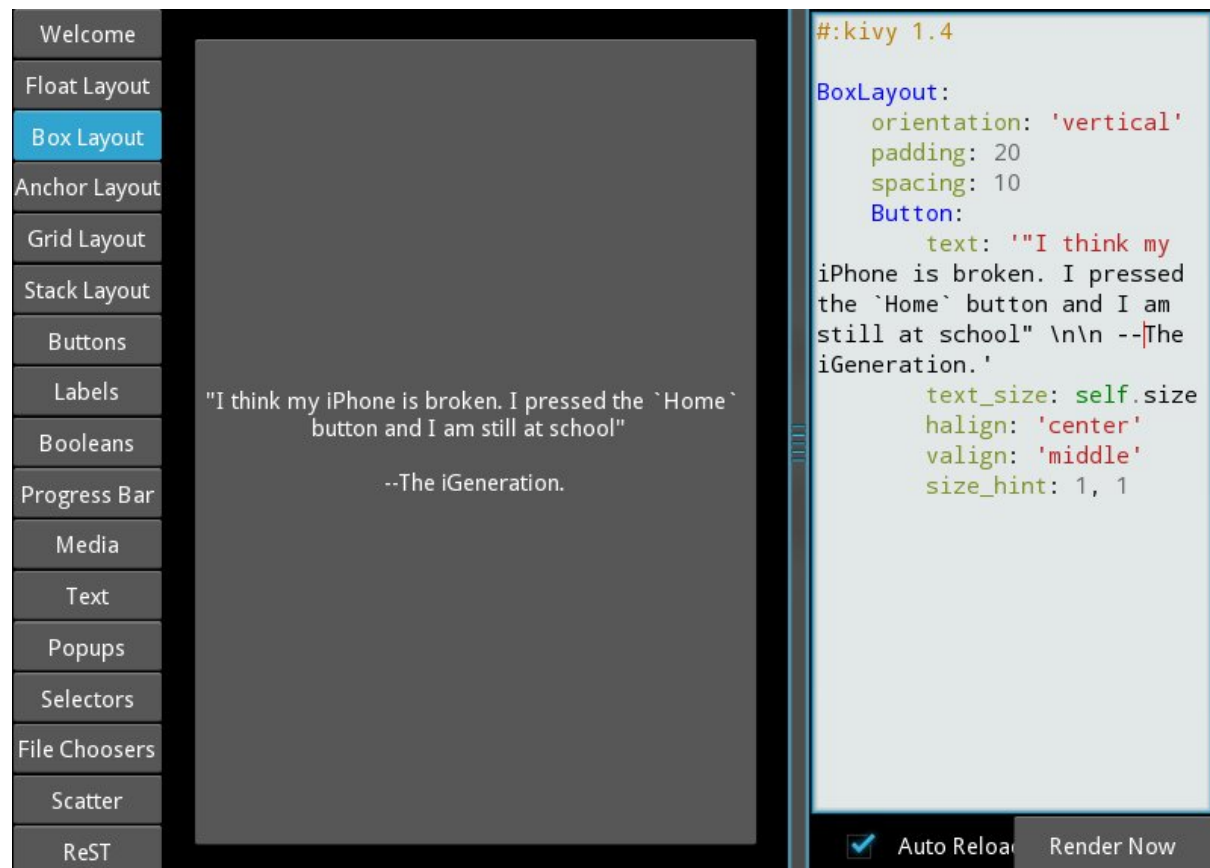 Welcome
Float Layout
Box Layout
Anchor Layout
Grid Layout
Stack Layout
Buttons
Labels
Booleans
Progress Bar
Media
Text
Popups
Selectors
File Choosers
Scatter
ReST
"I think my iPhone is broken. I pressed the `Home`
button and I am still at school"
--The iGeneration.
#:kivy 1.4
BoxLayout:
    orientation: 'vertical'
    padding: 20
    spacing: 10
    Button:
        text: '"I think my
iPhone is broken. I pressed
the `Home` button and I am
still at school" \n\n --The
iGeneration.'
        text_size: self.size
        halign: 'center'
        valign: 'middle'
        size_hint: 1, 1
Auto Reloa
Render Now